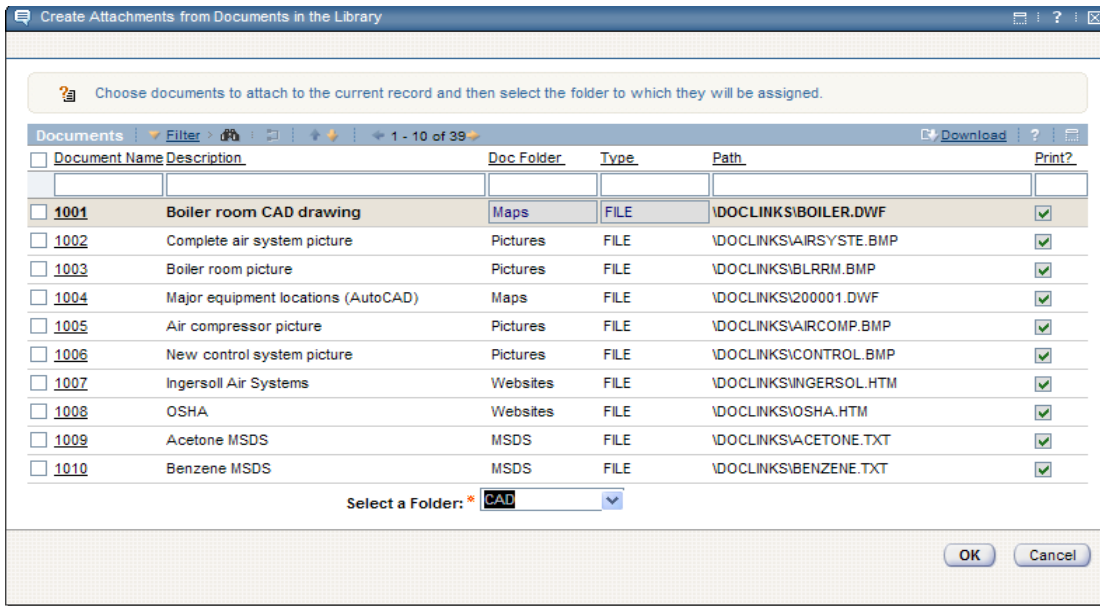 Create Attachments from Documents in the Library ?
Choose documents to attach to the current record and then select the folder to which they will be assigned.
Documents Filter 1 - 10 of 39 Download ?
Document Name Description Doc Folder Type Path Print?
1001 Boiler room CAD drawing Maps FILE \DOCLINKS\BOILER.DWF
1002 Complete air system picture Pictures FILE \DOCLINKS\AIRSYSTE.BMP
1003 Boiler room picture Pictures FILE \DOCLINKS\BLRRM.BMP
1004 Major equipment locations (AutoCAD) Maps FILE \DOCLINKS\200001.DWF
1005 Air compressor picture Pictures FILE \DOCLINKS\AIRCOMP.BMP
1006 New control system picture Pictures FILE \DOCLINKS\CONTROL.BMP
1007 Ingersoll Air Systems Websites FILE \DOCLINKS\INGERSOL.HTM
1008 OSHA Websites FILE \DOCLINKS\OSHA.HTM
1009 Acetone MSDS MSDS FILE \DOCLINKS\ACETONE.TXT
1010 Benzene MSDS MSDS FILE \DOCLINKS\BENZENE.TXT
Select a Folder: * CAD
OK Cancel